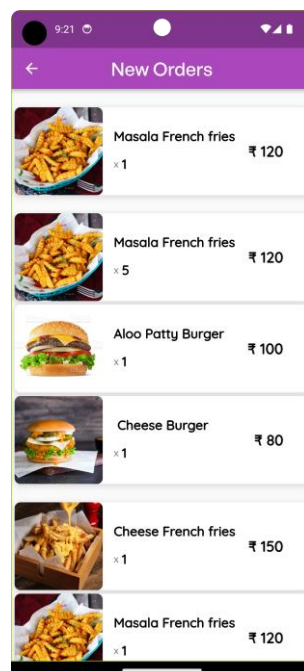 9:21
New Orders
Masala French fries
₹ 120
x 1
Masala French fries
₹ 120
x 5
Aloo Patty Burger
₹ 100
x 1
Cheese Burger
₹ 80
x 1
Cheese French fries
₹ 150
x 1
Masala French fries
₹ 120
x 1